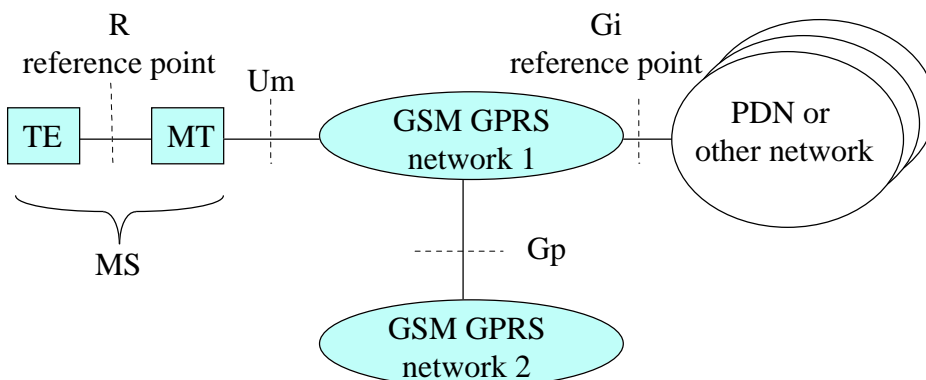 R
reference point
Um
Gi
reference point
TE
MT
GSM GPRS
network 1
PDN or
other network
MS
Gp
GSM GPRS
network 2